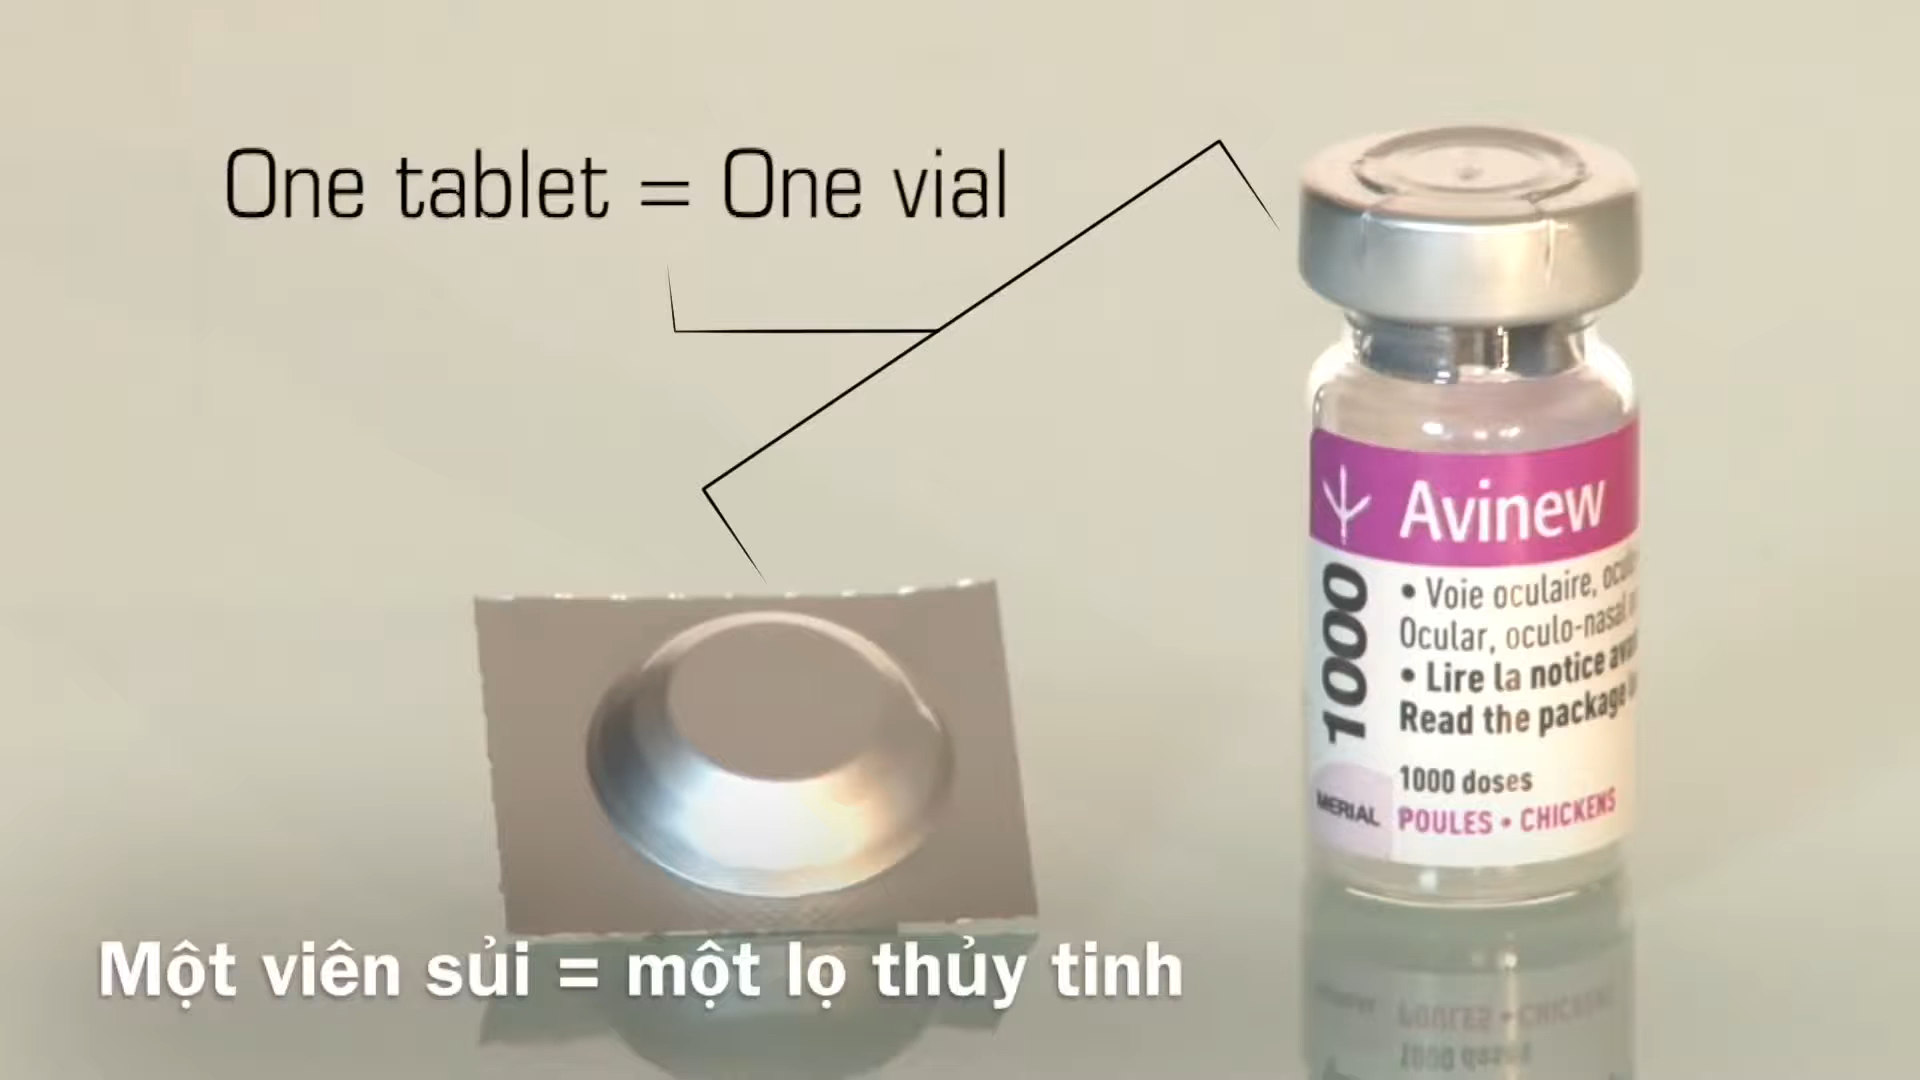 One tablet = One vial
Avinew
1000
• Voie oculaire,
Ocular, oculo-nasal
• Lire la notice
Read the package
1000 doses
MERIAL
POULES • CHICKENS
Một viên sủi = một lọ thủy tinh